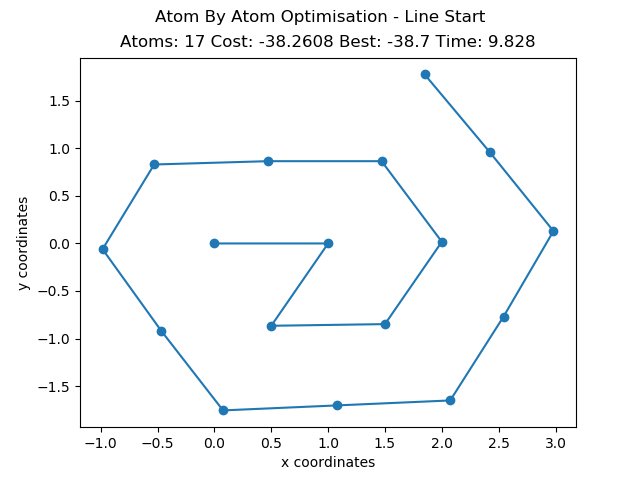 Atom By Atom Optimisation - Line Start
Atoms: 17 Cost: -38.2608 Best: -38.7 Time: 9.828
1.5
1.0
0.5
0.0
−0.5
−1.0
−1.5
y coordinates
−1.0 −0.5 0.0 0.5 1.0 1.5 2.0 2.5 3.0
x coordinates